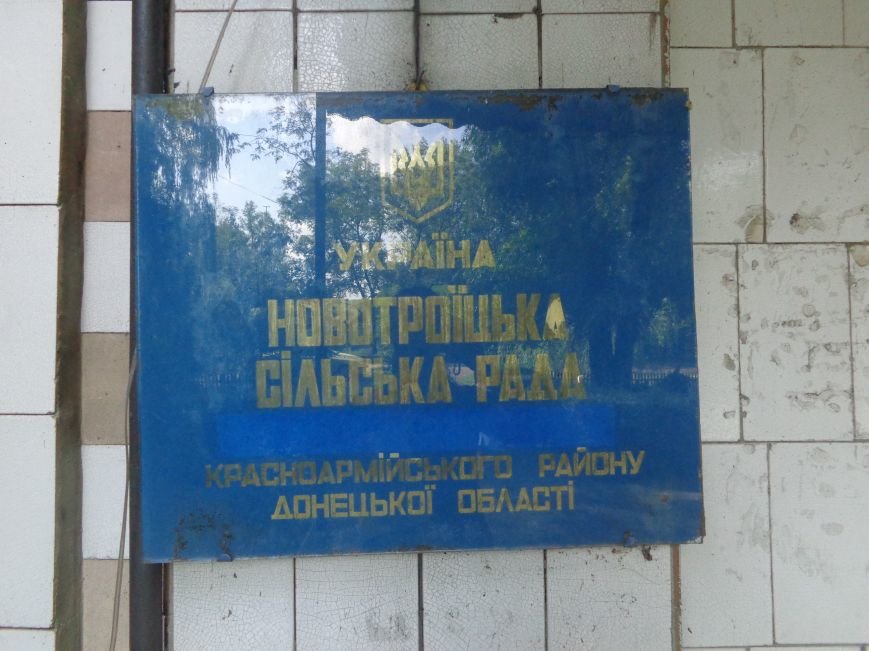 УКРАЇНА
НОВОТРОЇЦЬКА
СІЛЬСЬКА РАДА
КРАСНОАРМІЙСЬКОГО РАЙОНУ
ДОНЕЦЬКОЇ ОБЛАСТІ